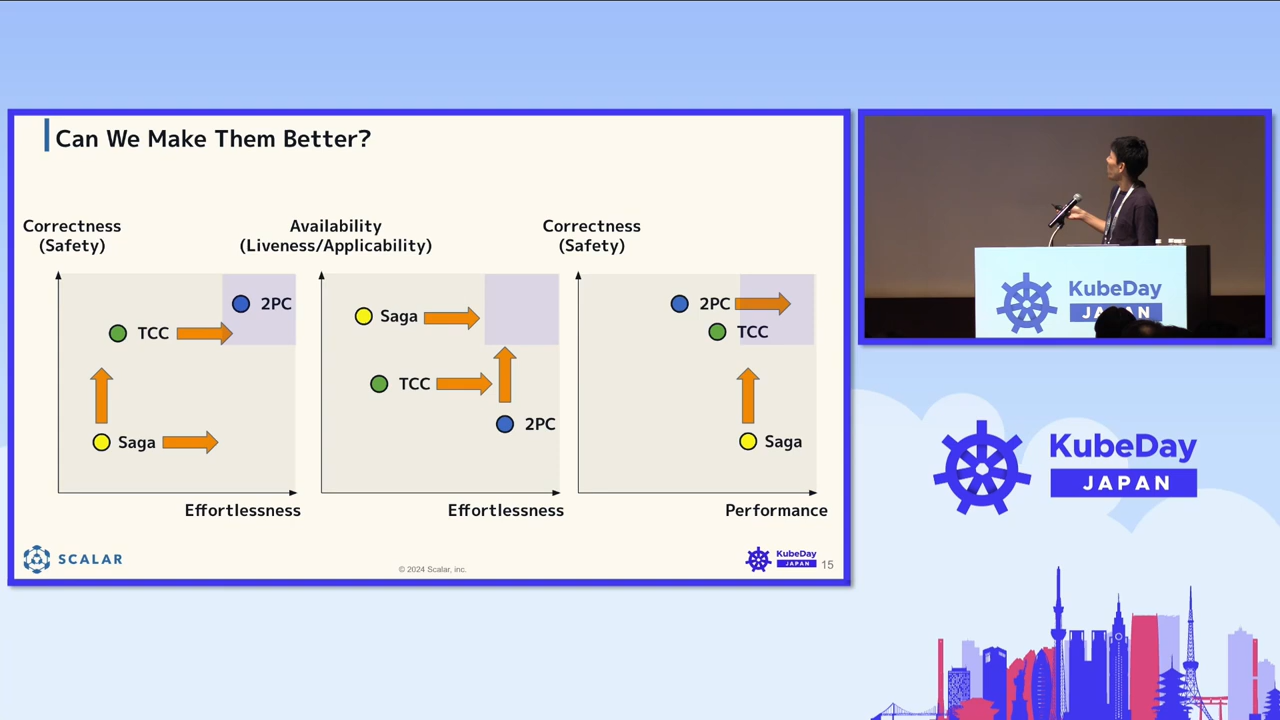 Can We Make Them Better?
Correctness
(Safety)
2PC
TCC
Saga
Effortlessness
Availability
(Liveness/Applicability)
Saga
TCC
2PC
Effortlessness
Correctness
(Safety)
2PC
TCC
Saga
Performance
SCALAR
© 2024 Scalar, inc.
KubeDay
JAPAN
15
KubeDay
JAPAN
KubeDay
JAPAN